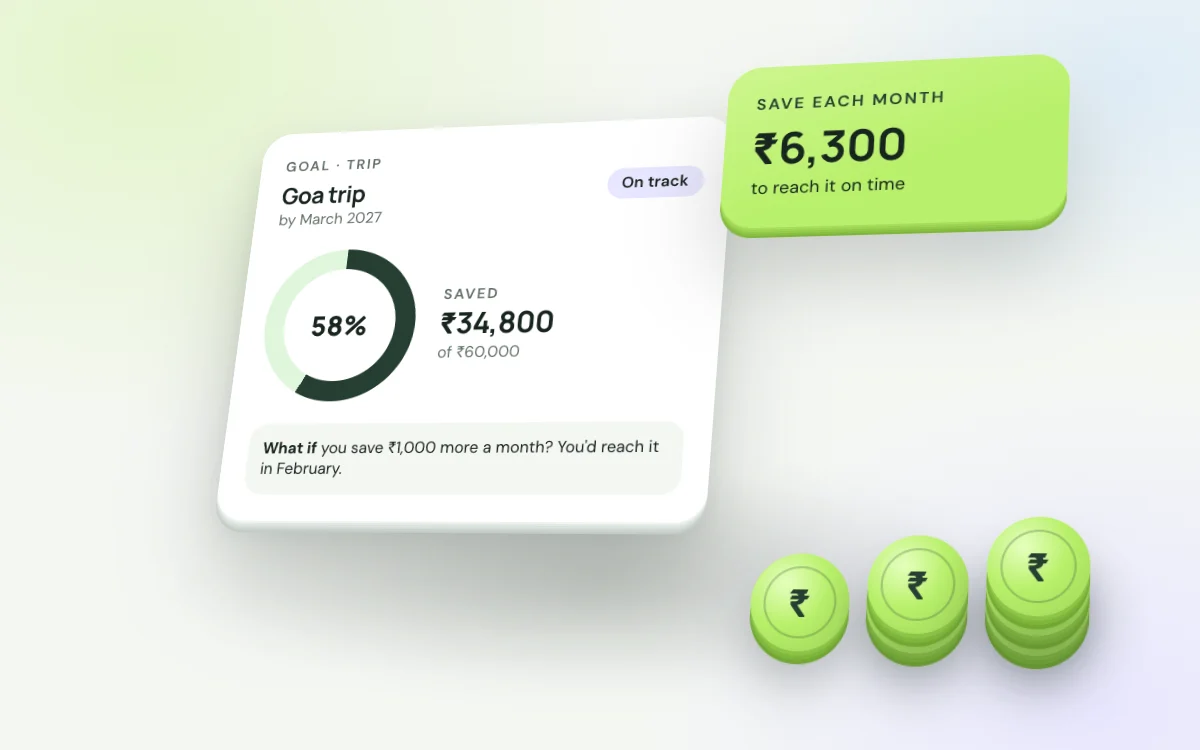 GOAL · TRIP
Goa trip
by March 2027
On track
58%
SAVED
₹34,800
of ₹60,000
What if you save ₹1,000 more a month? You'd reach it
in February.
SAVE EACH MONTH
₹6,300
to reach it on time
₹
₹
₹